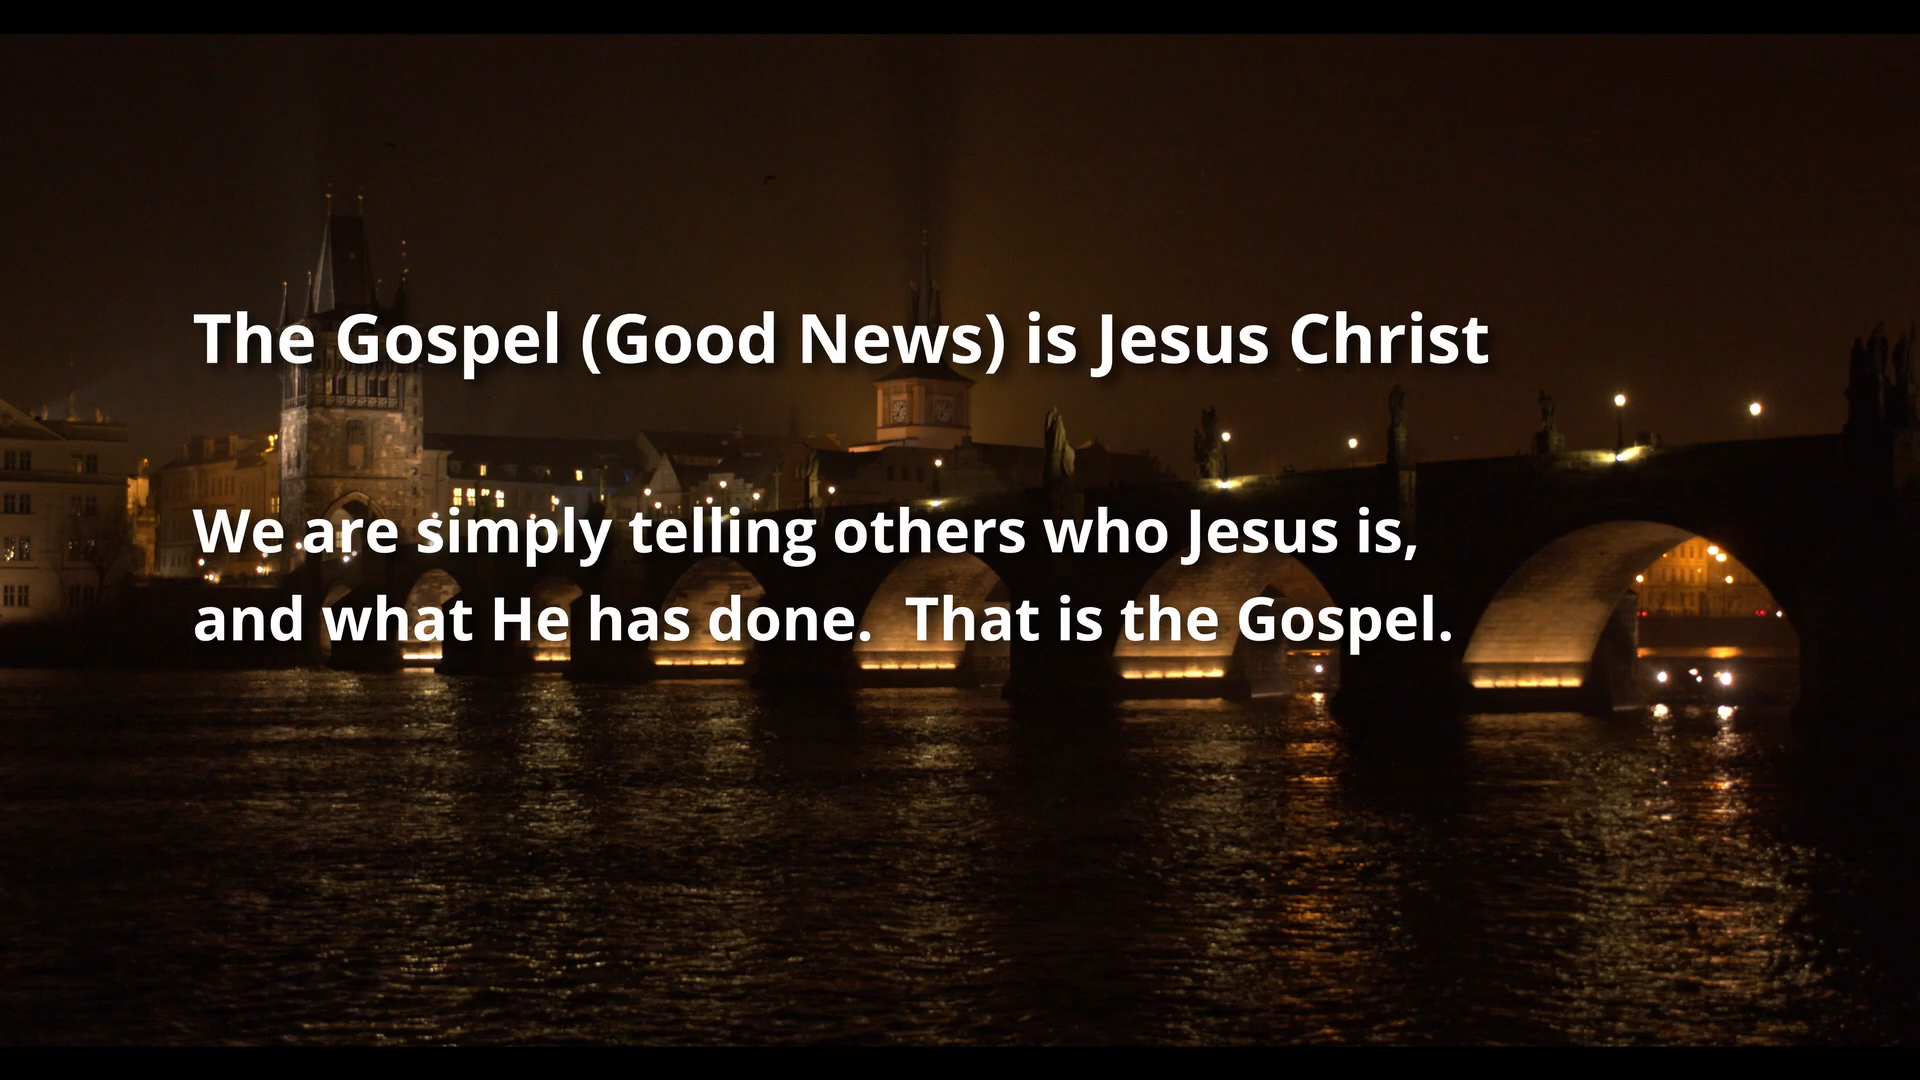 The Gospel (Good News) is Jesus Christ
We are simply telling others who Jesus is,
and what He has done.  That is the Gospel.